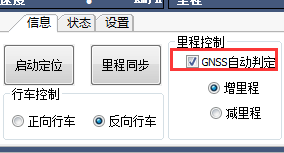 信息 状态 设置
里程控制
启动定位 里程同步 GNSS自动判定
增里程
行车控制
减里程
正向行车 反向行车